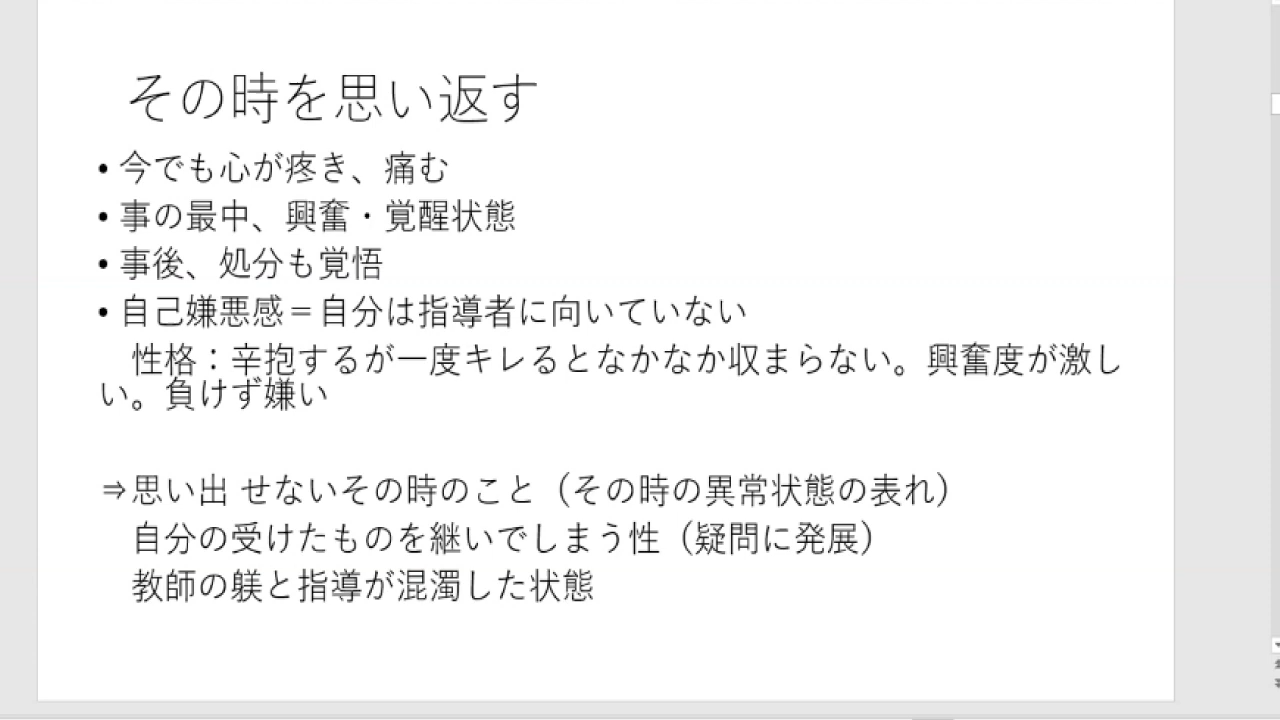 その時を思い返す
• 今でも心が疼き、痛む
• 事の最中、興奮・覚醒状態
• 事後、処分も覚悟
• 自己嫌悪感＝自分は指導者に向いていない
性格：辛抱するが一度キレるとなかなか収まらない。興奮度が激し
い。負けず嫌い
⇒思い出 せないその時のこと（その時の異常状態の表れ）
自分の受けたものを継いでしまう性（疑問に発展）
教師の躾と指導が混濁した状態